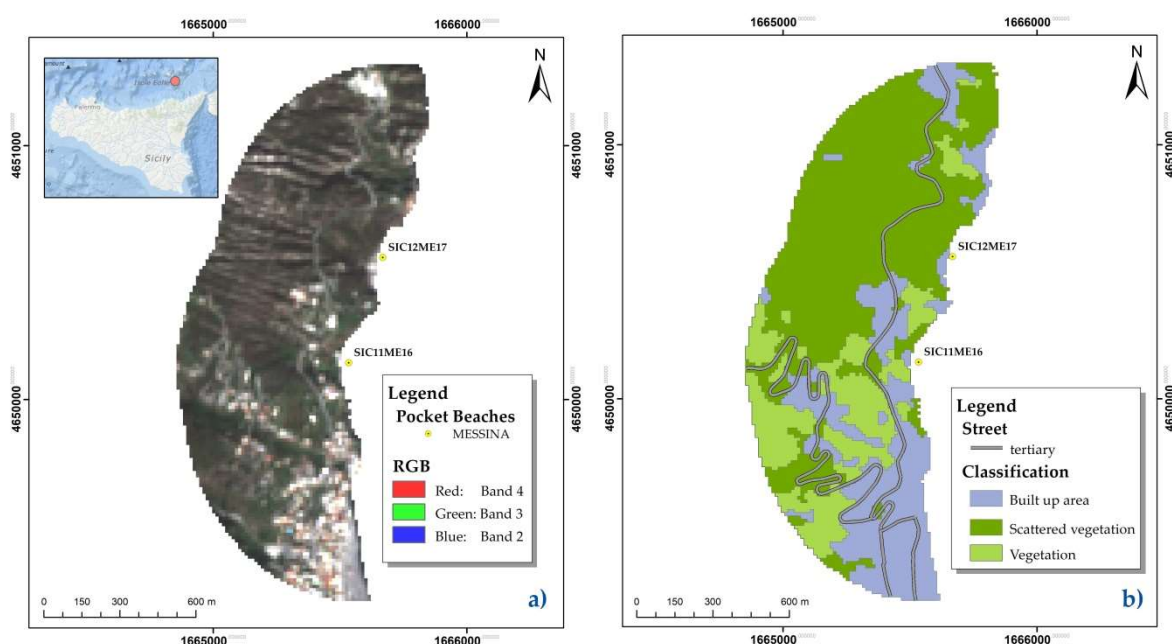 1665000
1666000
4651000
4650000
N
Sicily
SIC12ME17
SIC11ME16
Legend
Pocket Beaches
MESSINA
RGB
Red: Band 4
Green: Band 3
Blue: Band 2
0 150 300 600 m
a)
1665000
1666000
1665000
1666000
4651000
4650000
N
SIC12ME17
SIC11ME16
Legend
Street
tertiary
Classification
Built up area
Scattered vegetation
Vegetation
0 150 300 600 m
b)
1665000
1666000